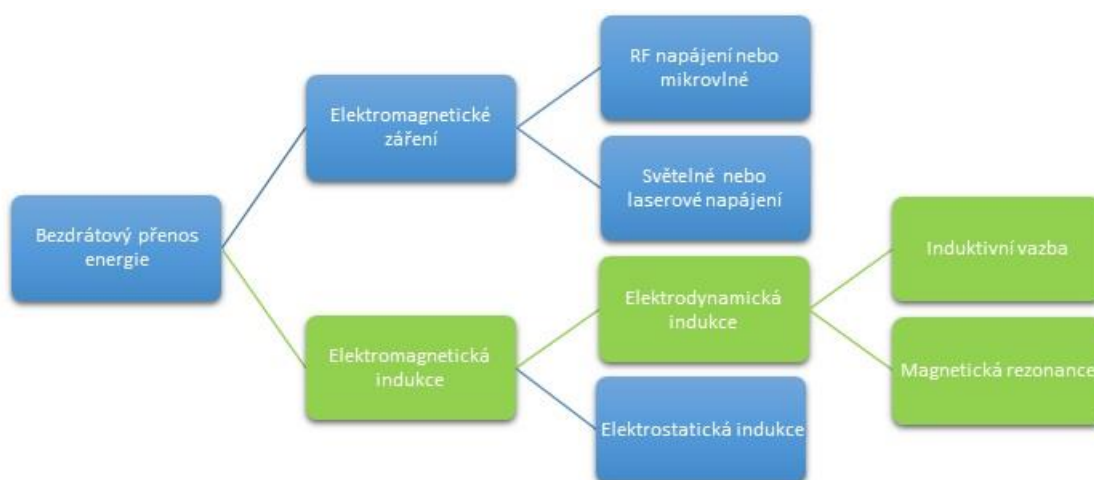 RF napájení nebo
mikrovlné
Elektromagnetické
záření
Světelné nebo
laserové napájení
Bezdrátový přenos
energie
Induktivní vazba
Elektrodynamická
indukce
Elektromagnetická
indukce
Magnetická rezonance
Elektrostatická indukce